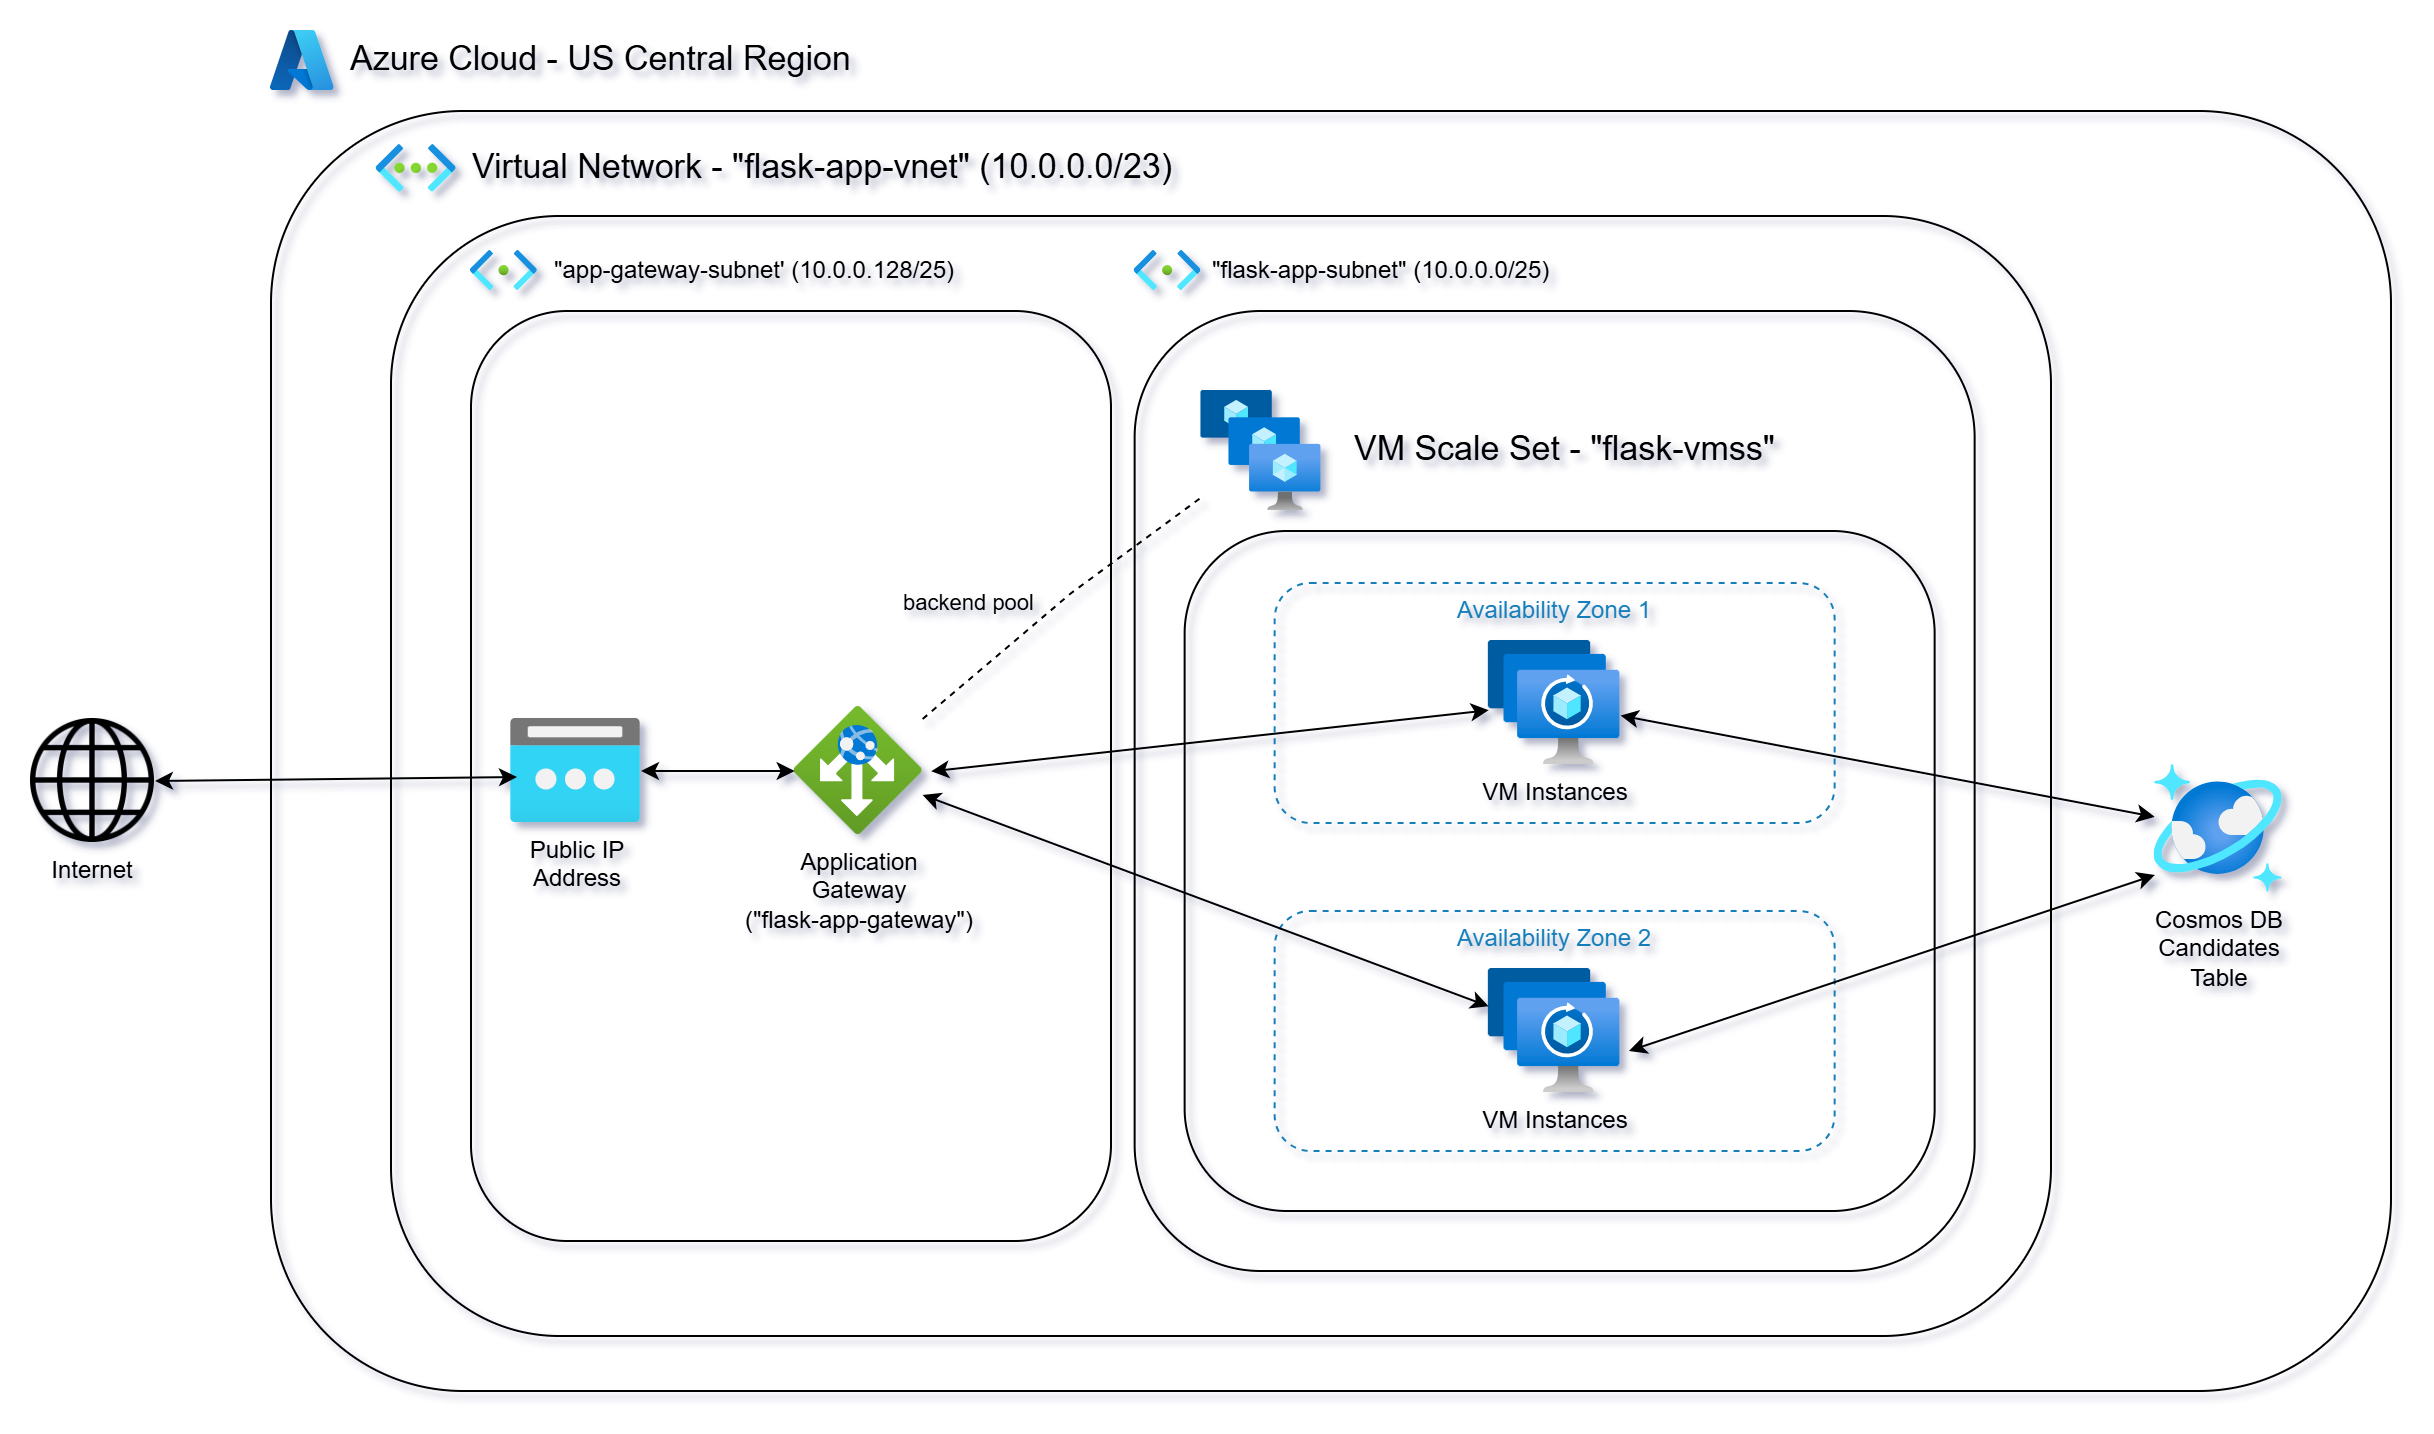 Azure Cloud - US Central Region
Virtual Network - "flask-app-vnet" (10.0.0.0/23)
"app-gateway-subnet' (10.0.0.128/25)
"flask-app-subnet" (10.0.0.0/25)
VM Scale Set - "flask-vmss"
backend pool
Availability Zone 1
VM Instances
Internet
Public IP
Address
Application
Gateway
("flask-app-gateway")
Availability Zone 2
VM Instances
Cosmos DB
Candidates
Table